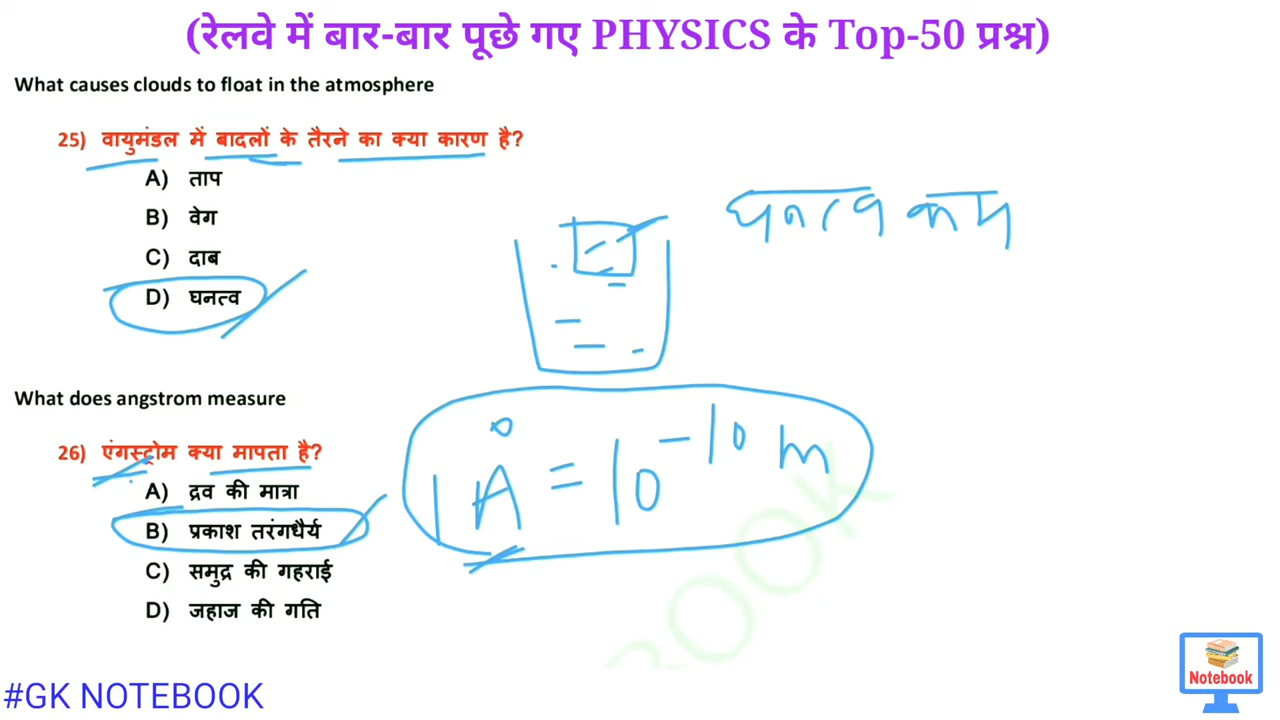 (रेलवे में बार-बार पूछे गए PHYSICS के Top-50 प्रश्न)
What causes clouds to float in the atmosphere
25) वायुमंडल में बादलों के तैरने का क्या कारण है?
A) ताप
B) वेग
C) दाब
D) घनत्व
घनत्व कम
What does angstrom measure
26) एंगस्ट्रोम क्या मापता है?
A) द्रव की मात्रा
B) प्रकाश तरंगधैर्य
C) समुद्र की गहराई
D) जहाज की गति
1 Å = 10⁻¹⁰ m
OOK
#GK NOTEBOOK
Notebook